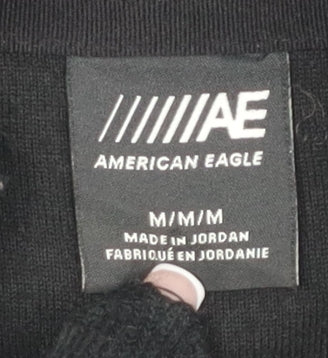 //////AE
AMERICAN EAGLE
M/M/M
MADE IN JORDAN
FABRIQUÉ EN JORDANIE